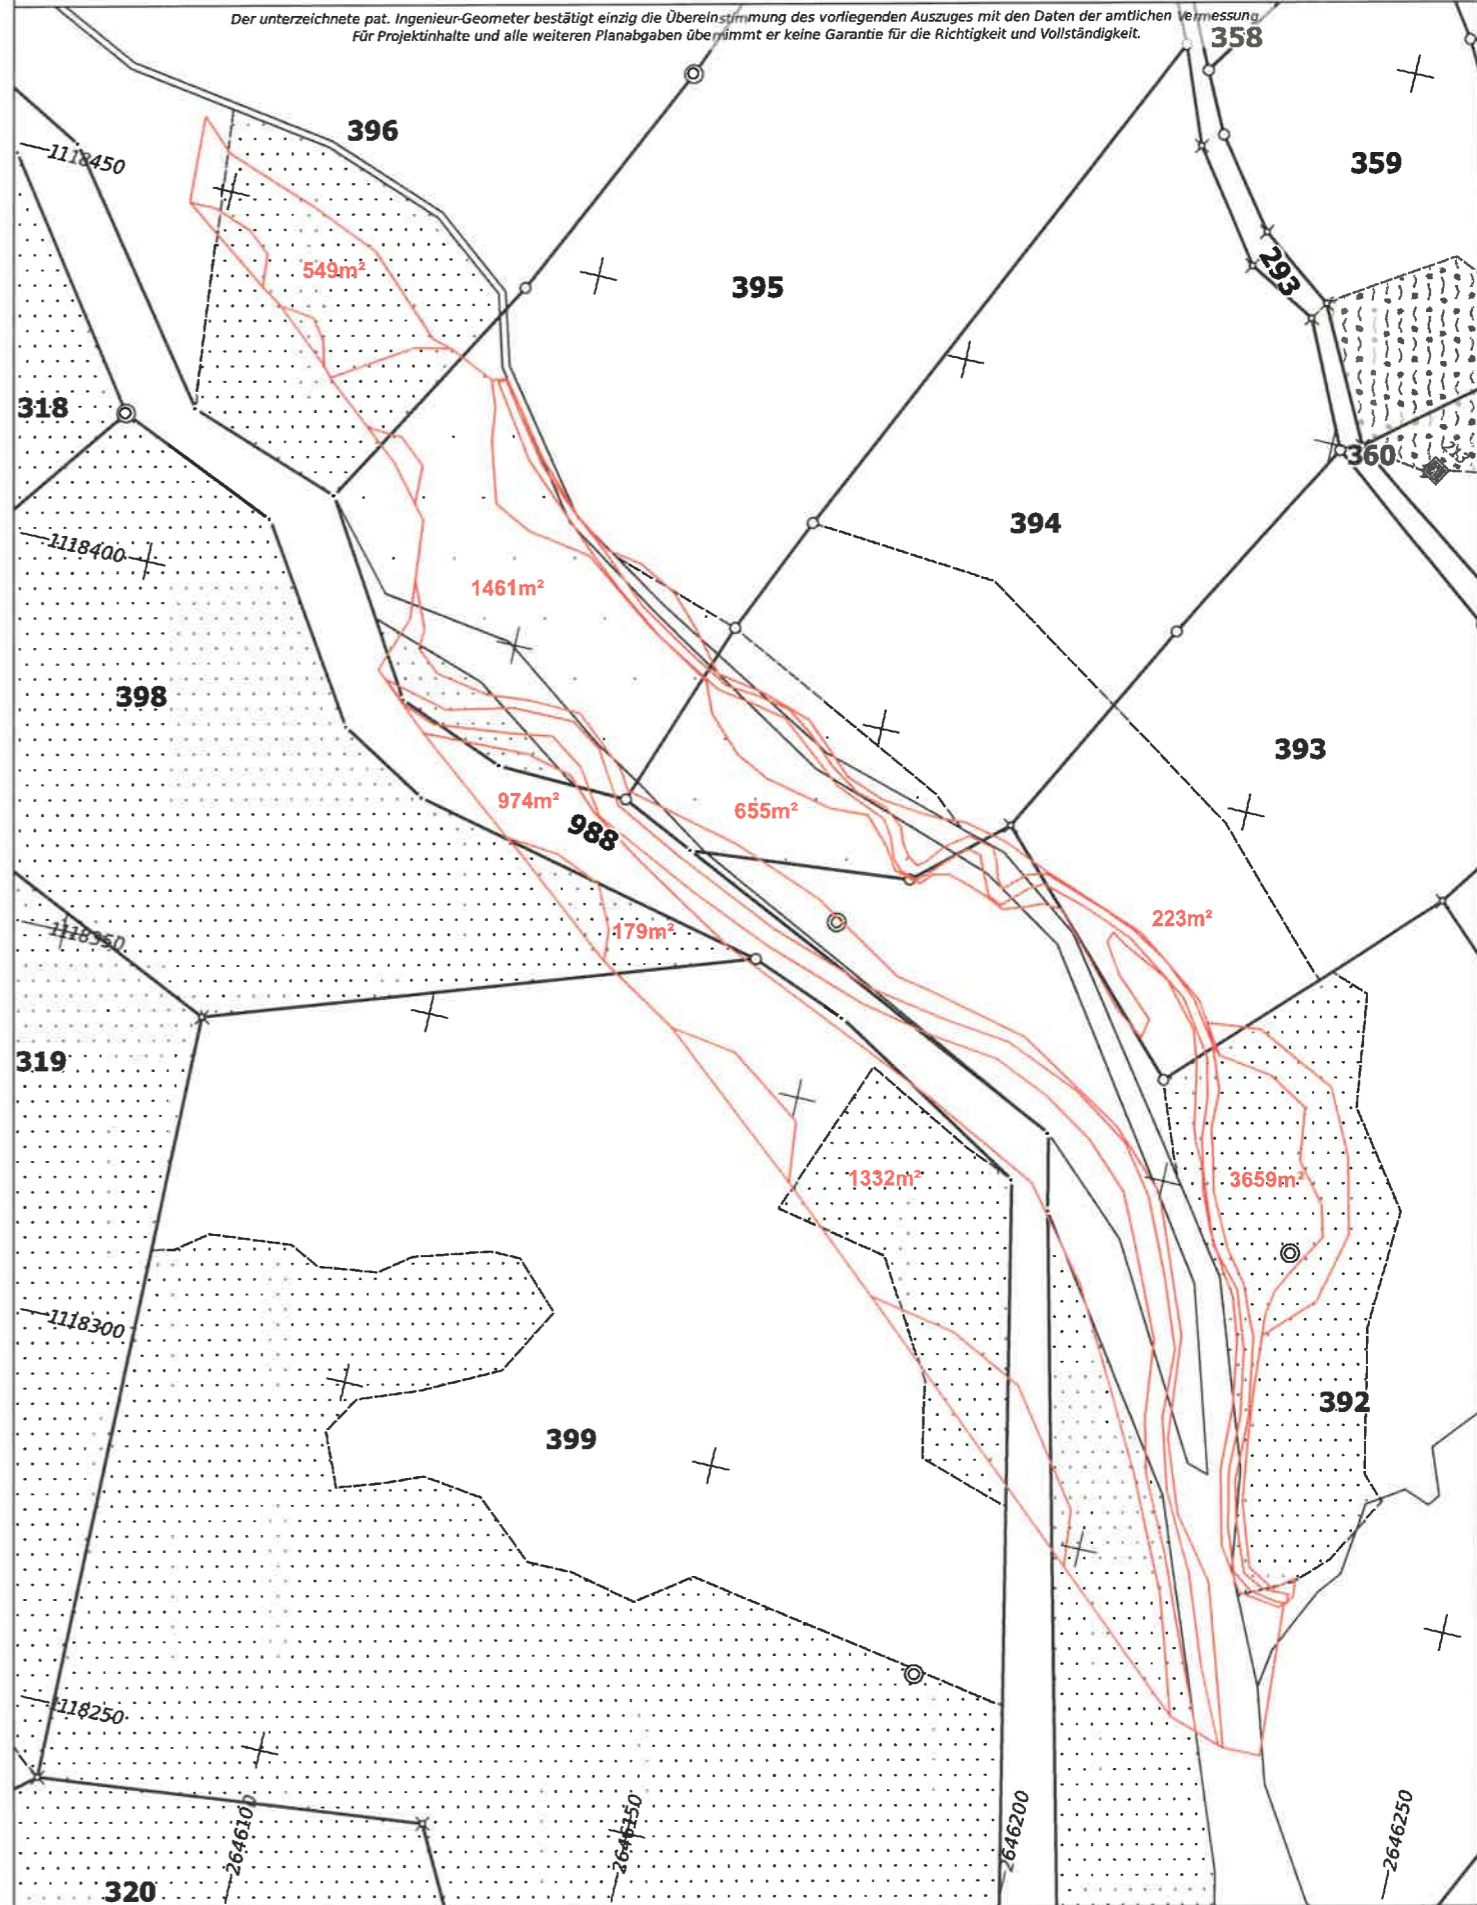 Der unterzeichnete pat. Ingenieur-Geometer bestätigt einzig die Übereinstimmung des vorliegenden Auszuges mit den Daten der amtlichen Vermessung.
Für Projektinhalte und alle weiteren Planabgaben übernimmt er keine Garantie für die Richtigkeit und Vollständigkeit.
358
396
1118450
359
549m²
293
395
318
360
394
1118400
1461m²
398
393
974m²
655m²
988
223m²
179m²
1118350
319
1332m²
3659m²
1118300
392
399
1118250
2646100
2646150
2646200
2646250
320